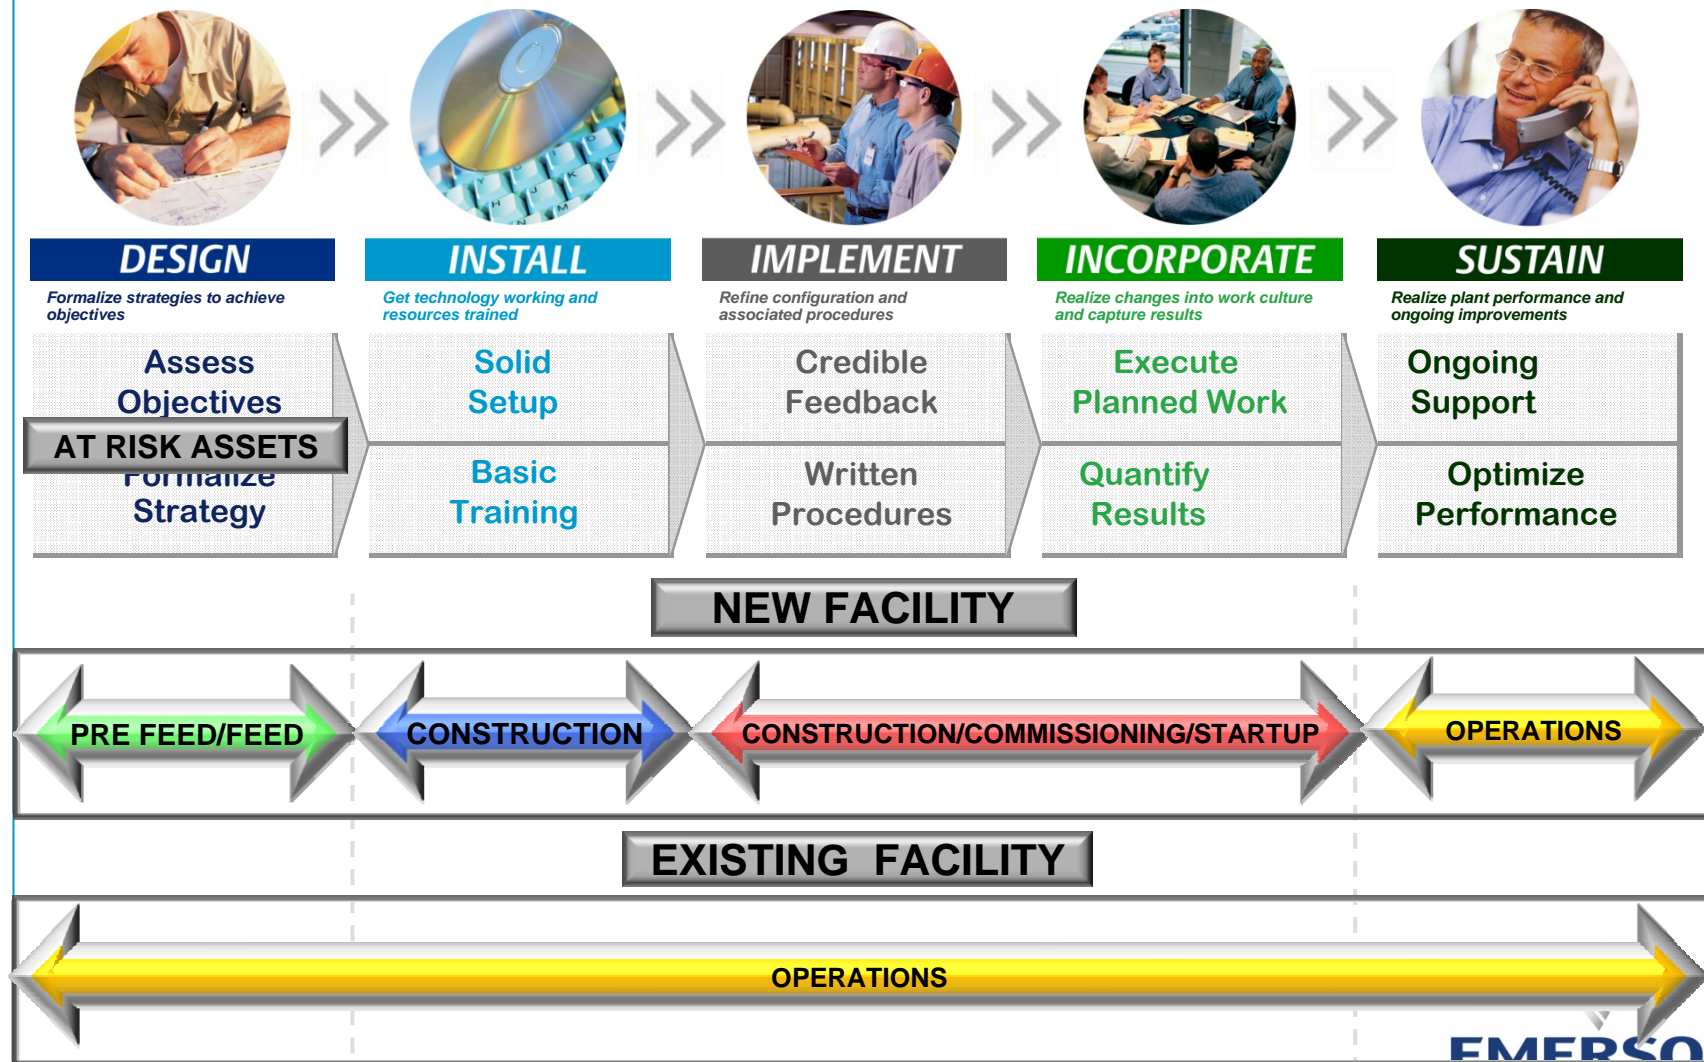 DESIGN
INSTALL
IMPLEMENT
INCORPORATE
SUSTAIN
Formalize strategies to achieve
objectives
Get technology working and
resources trained
Refine configuration and
associated procedures
Realize changes into work culture
and capture results
Realize plant performance and
ongoing improvements
Assess
Objectives
AT RISK ASSETS
Formalize
Strategy
Solid
Setup
Basic
Training
Credible
Feedback
Written
Procedures
Execute
Planned Work
Quantify
Results
Ongoing
Support
Optimize
Performance
NEW FACILITY
PRE FEED/FEED
CONSTRUCTION
CONSTRUCTION/COMMISSIONING/STARTUP
OPERATIONS
EXISTING FACILITY
OPERATIONS
EMERSO